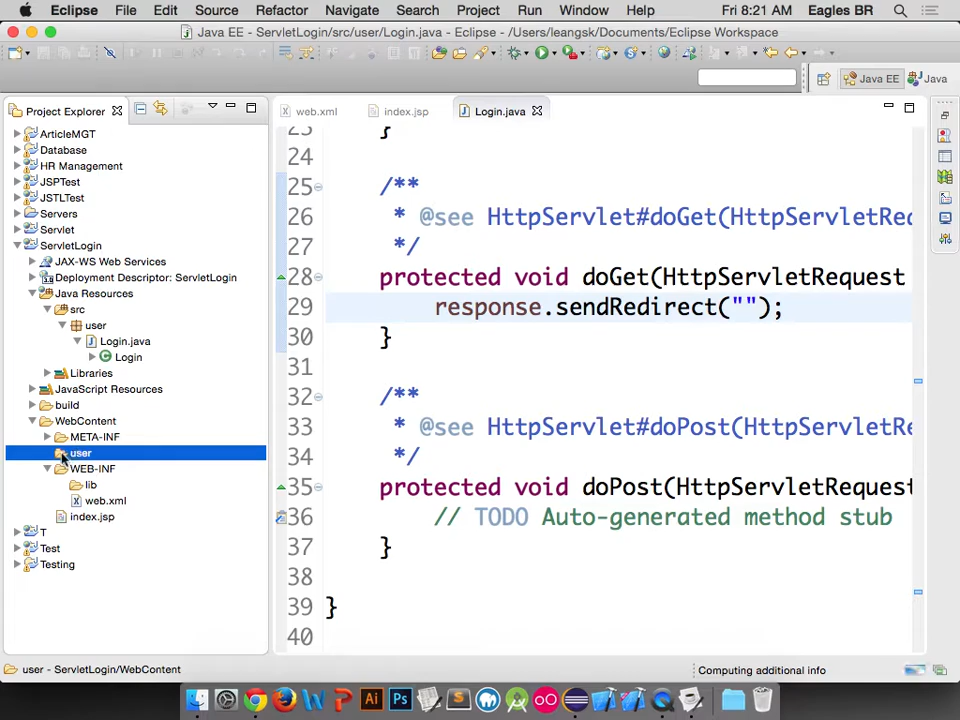 Eclipse File Edit Source Refactor Navigate Search Project Run Window Help Fri 8:21 AM Eagles BR
Java EE - ServletLogin/src/user/Login.java - Eclipse - /Users/leangsk/Documents/Eclipse Workspace
Java EE Java
Project Explorer
ArticleMGT
Database
HR Management
JSPTest
JSTLTest
Servers
Servlet
ServletLogin
JAX-WS Web Services
Deployment Descriptor: ServletLogin
Java Resources
src
user
Login.java
Login
Libraries
JavaScript Resources
build
WebContent
META-INF
user
WEB-INF
lib
web.xml
index.jsp
T
Test
Testing
web.xml index.jsp Login.java
23 }
24
25 /**
26 * @see HttpServlet#doGet(HttpServletReq
27 */
28 protected void doGet(HttpServletRequest
29 response.sendRedirect("");
30 }
31
32 /**
33 * @see HttpServlet#doPost(HttpServletR
34 */
35 protected void doPost(HttpServletRequest
36 // TODO Auto-generated method stub
37 }
38
39 }
40
user - ServletLogin/WebContent
Computing additional info